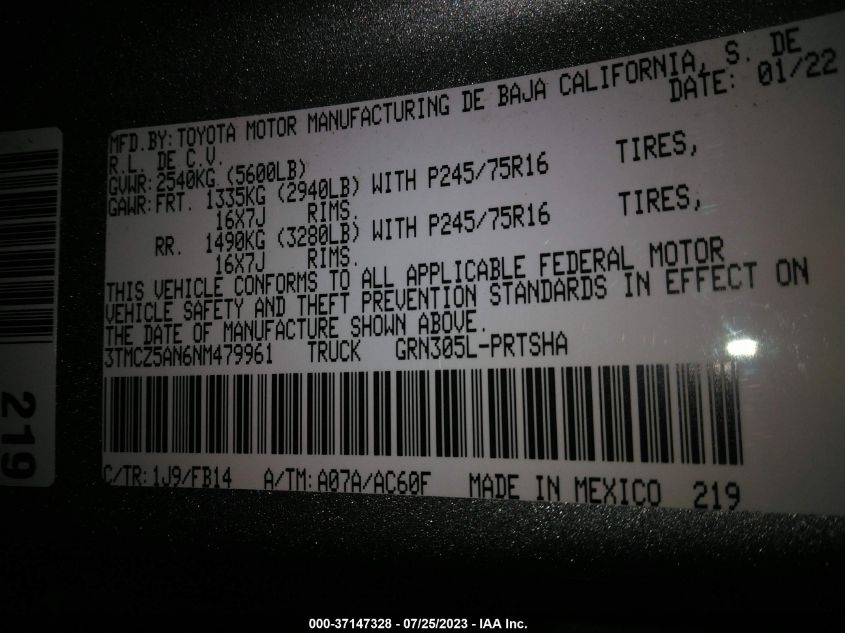 MFD.BY:TOYOTA MOTOR MANUFACTURING DE BAJA CALIFORNIA, S. DE
R.L. DE C.V. DATE: 01/22
GVWR:2540KG (5600LB)
GAWR:FRT. 1335KG (2940LB) WITH P245/75R16 TIRES,
16X7J RIMS.
RR. 1490KG (3280LB) WITH P245/75R16 TIRES,
16X7J RIMS.
THIS VEHICLE CONFORMS TO ALL APPLICABLE FEDERAL MOTOR
VEHICLE SAFETY AND THEFT PREVENTION STANDARDS IN EFFECT ON
THE DATE OF MANUFACTURE SHOWN ABOVE.
3TMCZ5AN6NM479961 TRUCK GRN305L-PRTSHA
C/TR:1J9/FB14 A/TM:A07A/AC60F MADE IN MEXICO 219
219
000-37147328 - 07/25/2023 - IAA Inc.